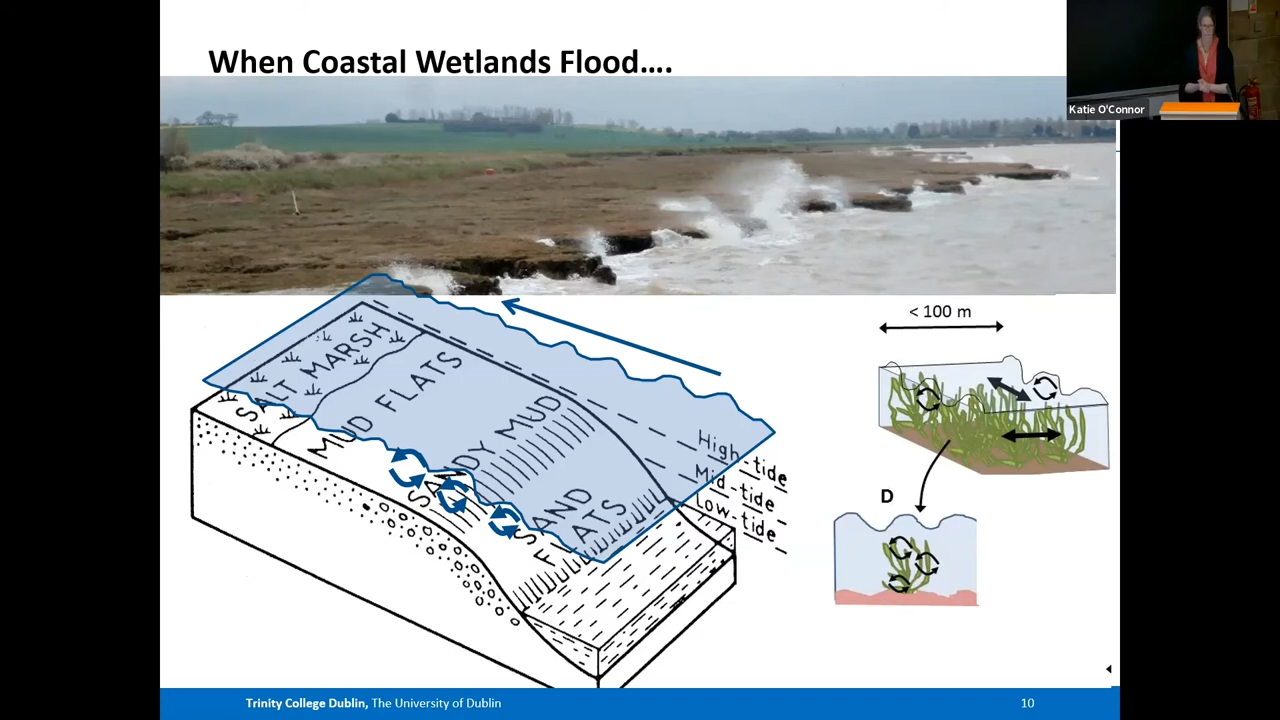 When Coastal Wetlands Flood....
Katie O'Connor
< 100 m
SALT MARSH
MUD FLATS
SANDY MUD
SAND
FLATS
High-tide
Mid-tide
Low-tide
D
Trinity College Dublin, The University of Dublin
10